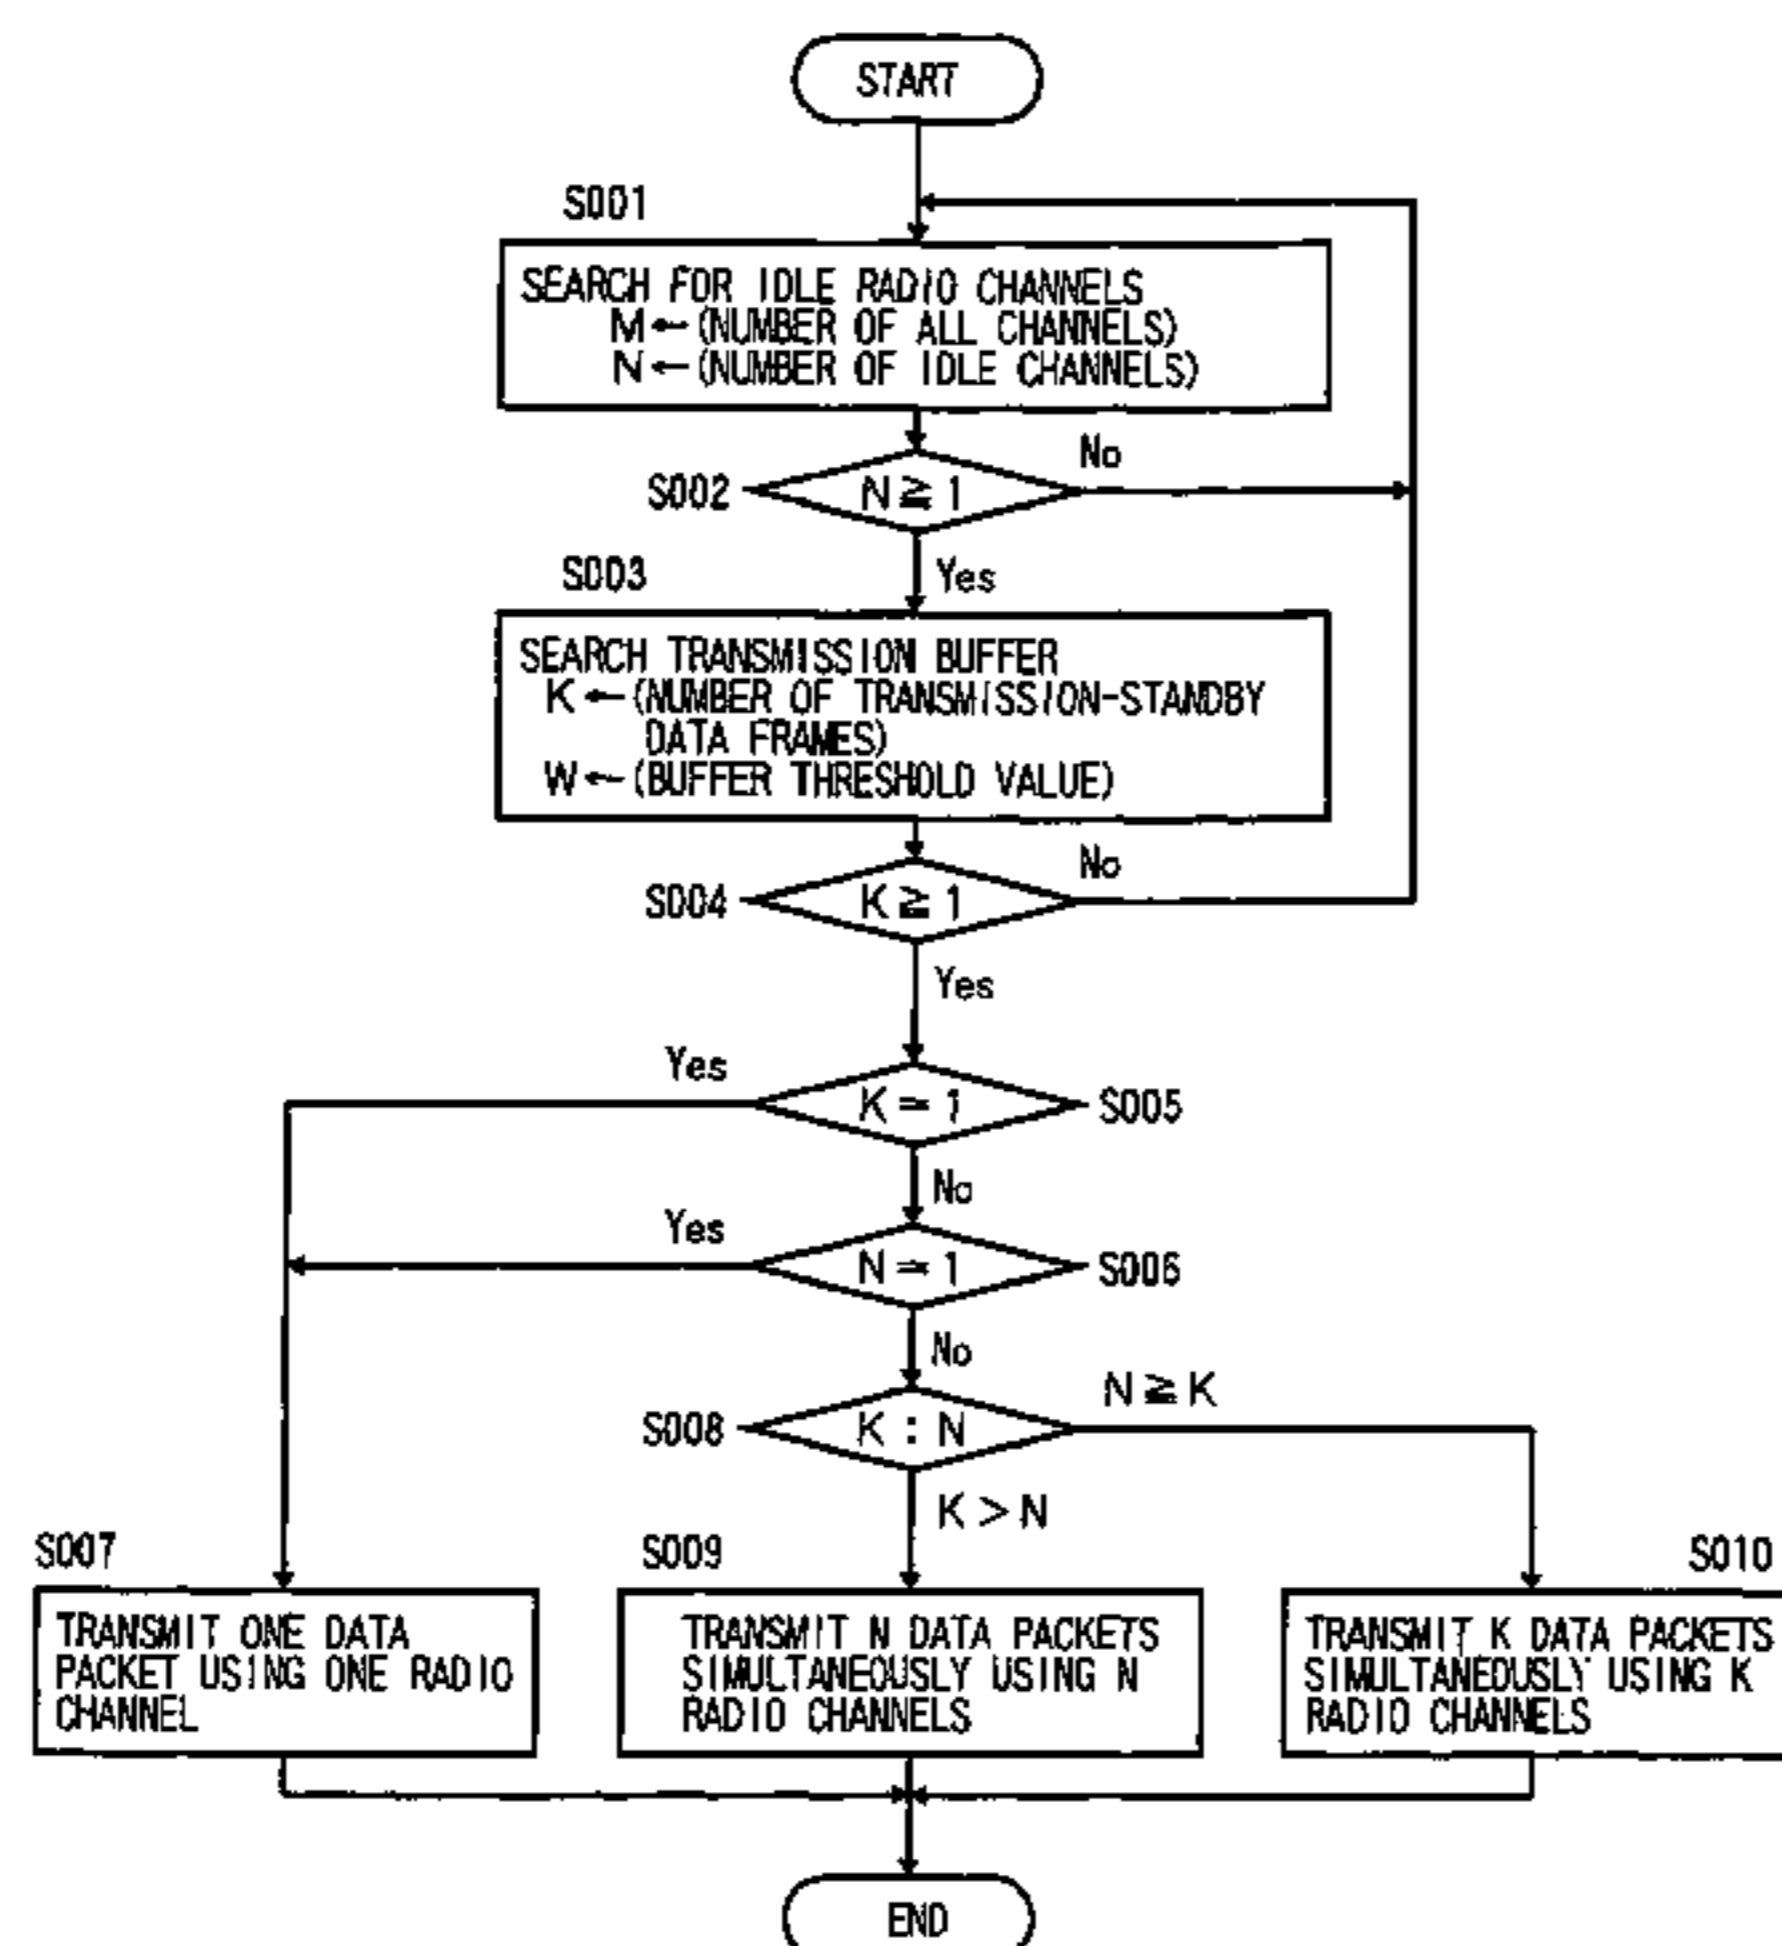 START
S001
SEARCH FOR IDLE RADIO CHANNELS
M←(NUMBER OF ALL CHANNELS)
N←(NUMBER OF IDLE CHANNELS)
No
S002
N≧1
Yes
S003
SEARCH TRANSMISSION BUFFER
K←(NUMBER OF TRANSMISSION-STANDBY
DATA FRAMES)
W←(BUFFER THRESHOLD VALUE)
No
S004
K≧1
Yes
Yes
K=1
S005
No
Yes
N=1
S006
No
N≧K
S008
K:N
K>N
S007
TRANSMIT ONE DATA
PACKET USING ONE RADIO
CHANNEL
S009
TRANSMIT N DATA PACKETS
SIMULTANEOUSLY USING N
RADIO CHANNELS
S010
TRANSMIT K DATA PACKETS
SIMULTANEOUSLY USING K
RADIO CHANNELS
END